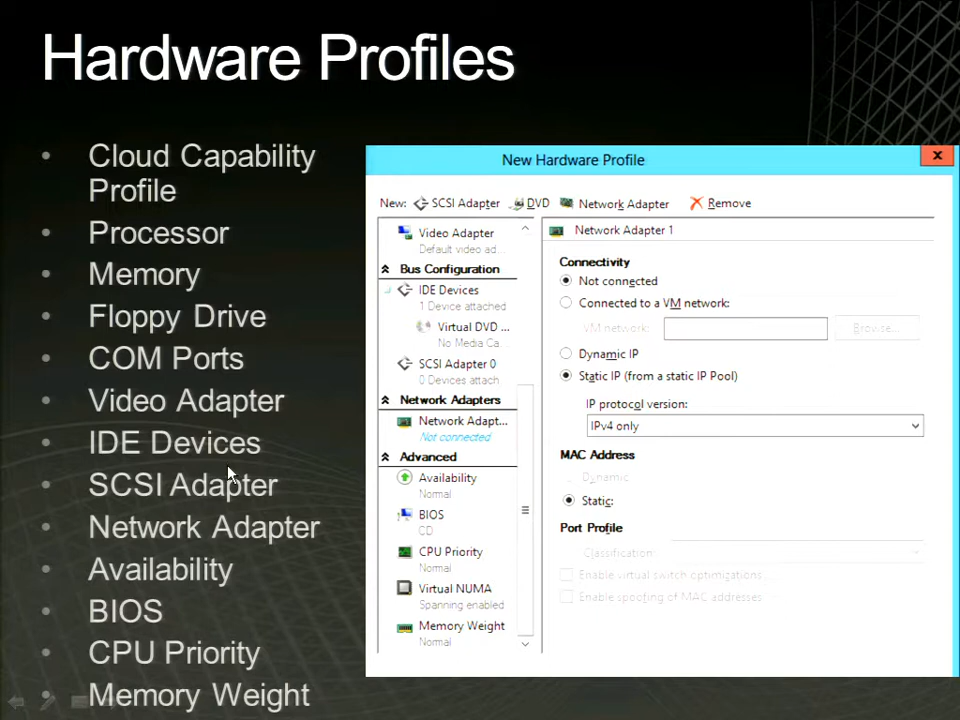 Hardware Profiles
• Cloud Capability
Profile
• Processor
• Memory
• Floppy Drive
• COM Ports
• Video Adapter
• IDE Devices
• SCSI Adapter
• Network Adapter
• Availability
• BIOS
• CPU Priority
• Memory Weight
New Hardware Profile
x
New: SCSI Adapter DVD Network Adapter Remove
Video Adapter
Default video ad...
Bus Configuration
IDE Devices
1 Device attached
Virtual DVD ...
No Media Ca...
SCSI Adapter 0
0 Devices attach...
Network Adapters
Network Adapt...
Not connected
Advanced
Availability
Normal
BIOS
CD
CPU Priority
Normal
Virtual NUMA
Spanning enabled
Memory Weight
Normal
Network Adapter 1
Connectivity
Not connected
Connected to a VM network:
VM network: Browse...
Dynamic IP
Static IP (from a static IP Pool)
IP protocol version:
IPv4 only
MAC Address
Dynamic
Static:
Port Profile
Classification:
Enable virtual switch optimizations
Enable spoofing of MAC addresses